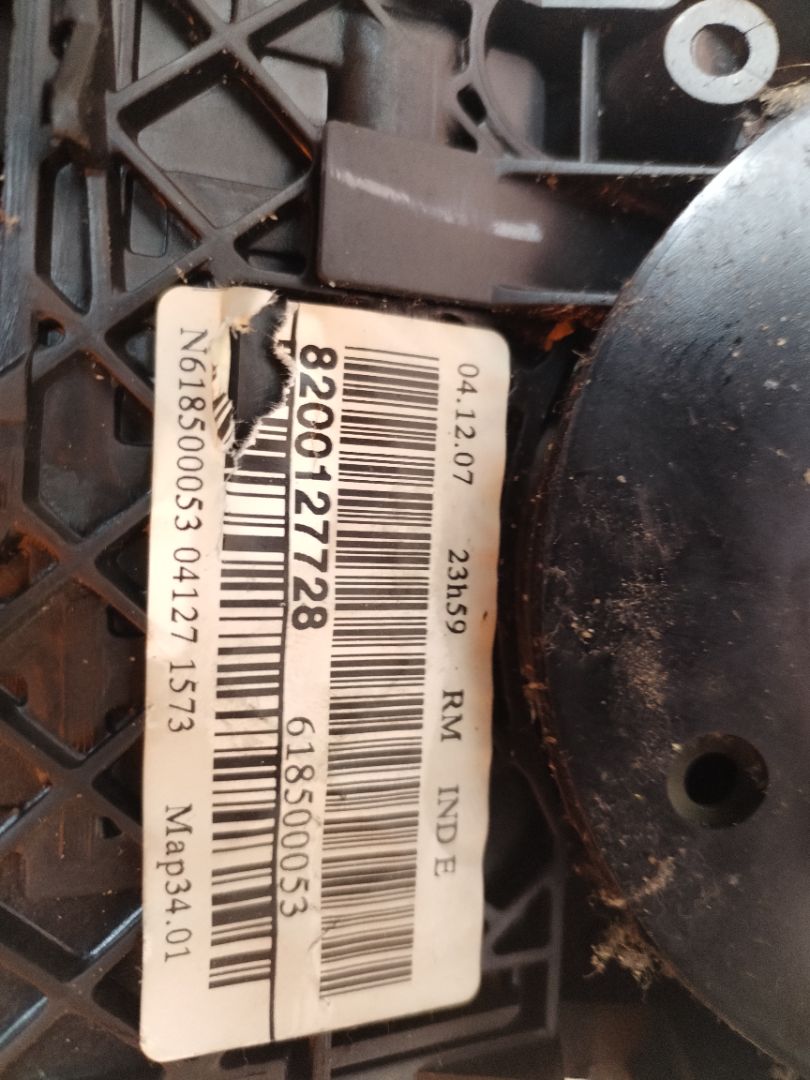 04.12.07 23h59 RM IND E
8200127728 618500053
N618500053 04127 1573 Map34.01